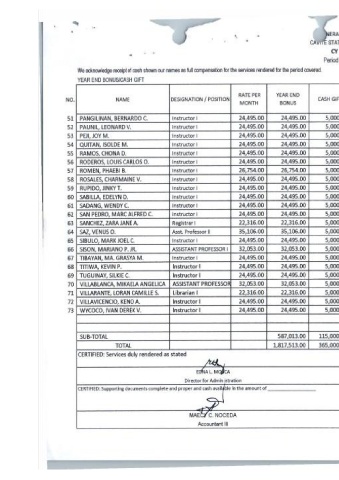 NERA
CAVITE STAT
CY
Period
We acknowledge receipt of cash shown our names as full compensation for the services rendered for the period covered.
YEAR END BONUS/CASH GIFT
NO. NAME DESIGNATION / POSITION RATE PER MONTH YEAR END BONUS CASH GIF
51 PANGILINAN, BERNARDO C. Instructor I 24,495.00 24,495.00 5,000
52 PAUNIL, LEONARD V. Instructor I 24,495.00 24,495.00 5,000
53 PEJI, JOY M. Instructor I 24,495.00 24,495.00 5,000
54 QUITAN, ISOLDE M. Instructor I 24,495.00 24,495.00 5,000
55 RAMOS, CHONA D. Instructor I 24,495.00 24,495.00 5,000
56 RODEROS, LOUIS CARLOS D. Instructor I 24,495.00 24,495.00 5,000
57 ROMEN, PHAEBI B. Instructor I 26,754.00 26,754.00 5,000
58 ROSALES, CHARMAINE V. Instructor I 24,495.00 24,495.00 5,000
59 RUPIDO, JINKY T. Instructor I 24,495.00 24,495.00 5,000
60 SABILLA, EDELYN D. Instructor I 24,495.00 24,495.00 5,000
61 SADANG, WENDY C. Instructor I 24,495.00 24,495.00 5,000
62 SAN PEDRO, MARC ALFRED C. Instructor I 24,495.00 24,495.00 5,000
63 SANCHEZ, ZARA JANE A. Registrar I 22,316.00 22,316.00 5,000
64 SAZ, VENUS O. Asst. Professor II 35,106.00 35,106.00 5,000
65 SIBULO, MARK JOEL C. Instructor I 24,495.00 24,495.00 5,000
66 SISON, MARIANO P. JR. ASSISTANT PROFESSOR I 32,053.00 32,053.00 5,000
67 TIBAYAN, MA. GRASYA M. Instructor I 24,495.00 24,495.00 5,000
68 TITIWA, KEVIN P. Instructor I 24,495.00 24,495.00 5,000
69 TUGUINAY, SILKIE C. Instructor I 24,495.00 24,495.00 5,000
70 VILLABLANCA, MIKAELA ANGELICA ASSISTANT PROFESSOR 32,053.00 32,053.00 5,000
71 VILLARANTE, LORAN CAMILLE S. Librarian I 22,316.00 22,316.00 5,000
72 VILLAVICENCIO, KENO A. Instructor I 24,495.00 24,495.00 5,000
73 WYCOCO, IVAN DEREK V. Instructor I 24,495.00 24,495.00 5,000
SUB-TOTAL 587,013.00 115,000
TOTAL 1,817,513.00 365,000
CERTIFIED: Services duly rendered as stated
EDNA L. MOJICA
Director for Administration
CERTIFIED: Supporting documents complete and proper and cash available in the amount of
MAE C. NOCEDA
Accountant III